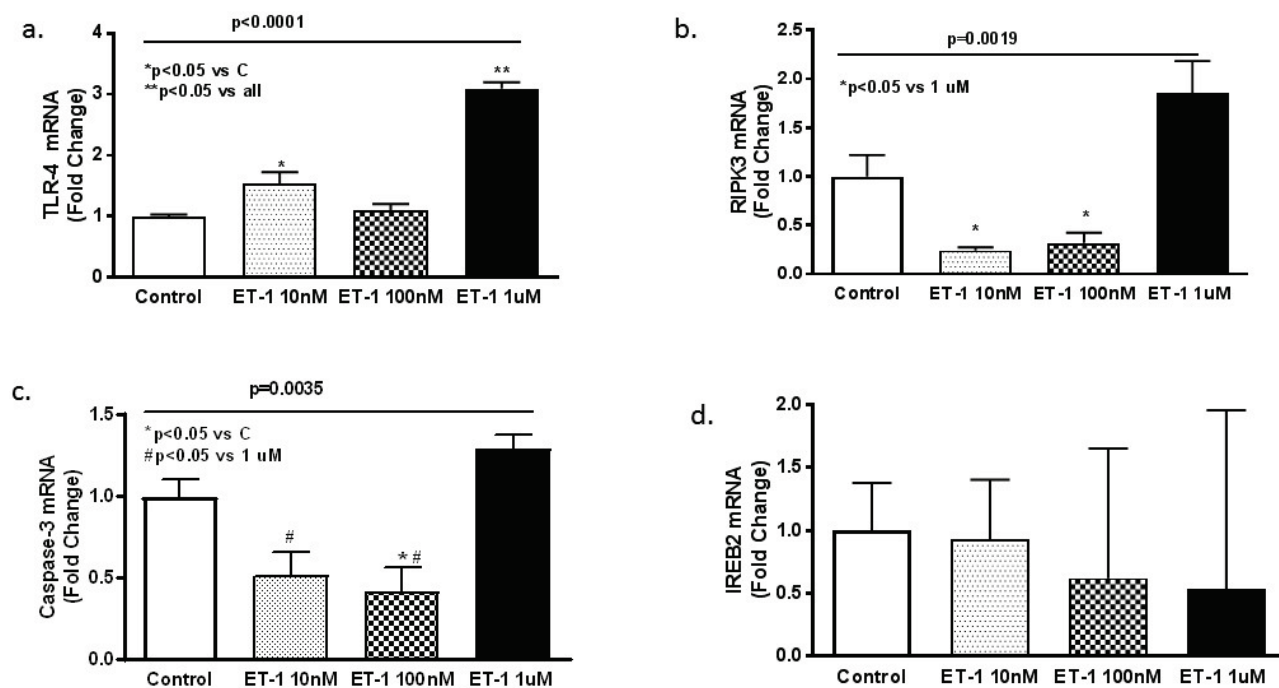 a.
p<0.0001
*p<0.05 vs C
**p<0.05 vs all
TLR-4 mRNA
(Fold Change)
4
3
2
1
0
*
**
Control ET-1 10nM ET-1 100nM ET-1 1uM
b.
p=0.0019
*p<0.05 vs 1 uM
RIPK3 mRNA
(Fold Change)
2.5
2.0
1.5
1.0
0.5
0.0
*
*
Control ET-1 10nM ET-1 100nM ET-1 1uM
c.
p=0.0035
*p<0.05 vs C
#p<0.05 vs 1 uM
Caspase-3 mRNA
(Fold Change)
1.5
1.0
0.5
0.0
#
*#
Control ET-1 10nM ET-1 100nM ET-1 1uM
d.
IREB2 mRNA
(Fold Change)
2.0
1.5
1.0
0.5
0.0
Control ET-1 10nM ET-1 100nM ET-1 1uM